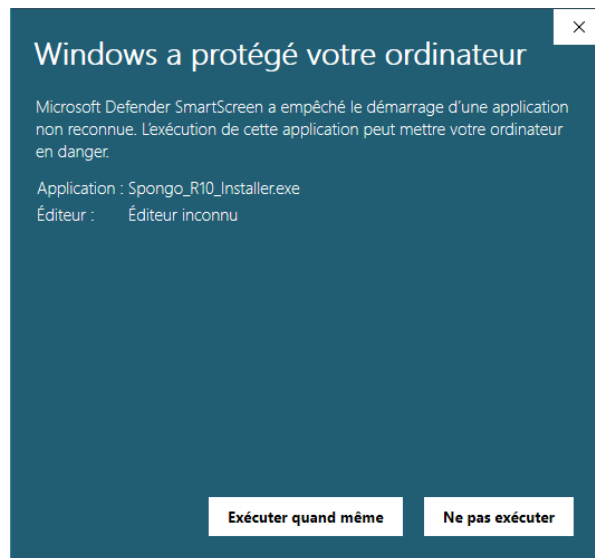 Windows a protégé votre ordinateur
Microsoft Defender SmartScreen a empêché le démarrage d’une application
non reconnue. L’exécution de cette application peut mettre votre ordinateur
en danger.
Application : Spongo_R10_Installer.exe
Éditeur : Éditeur inconnu
Exécuter quand même Ne pas exécuter